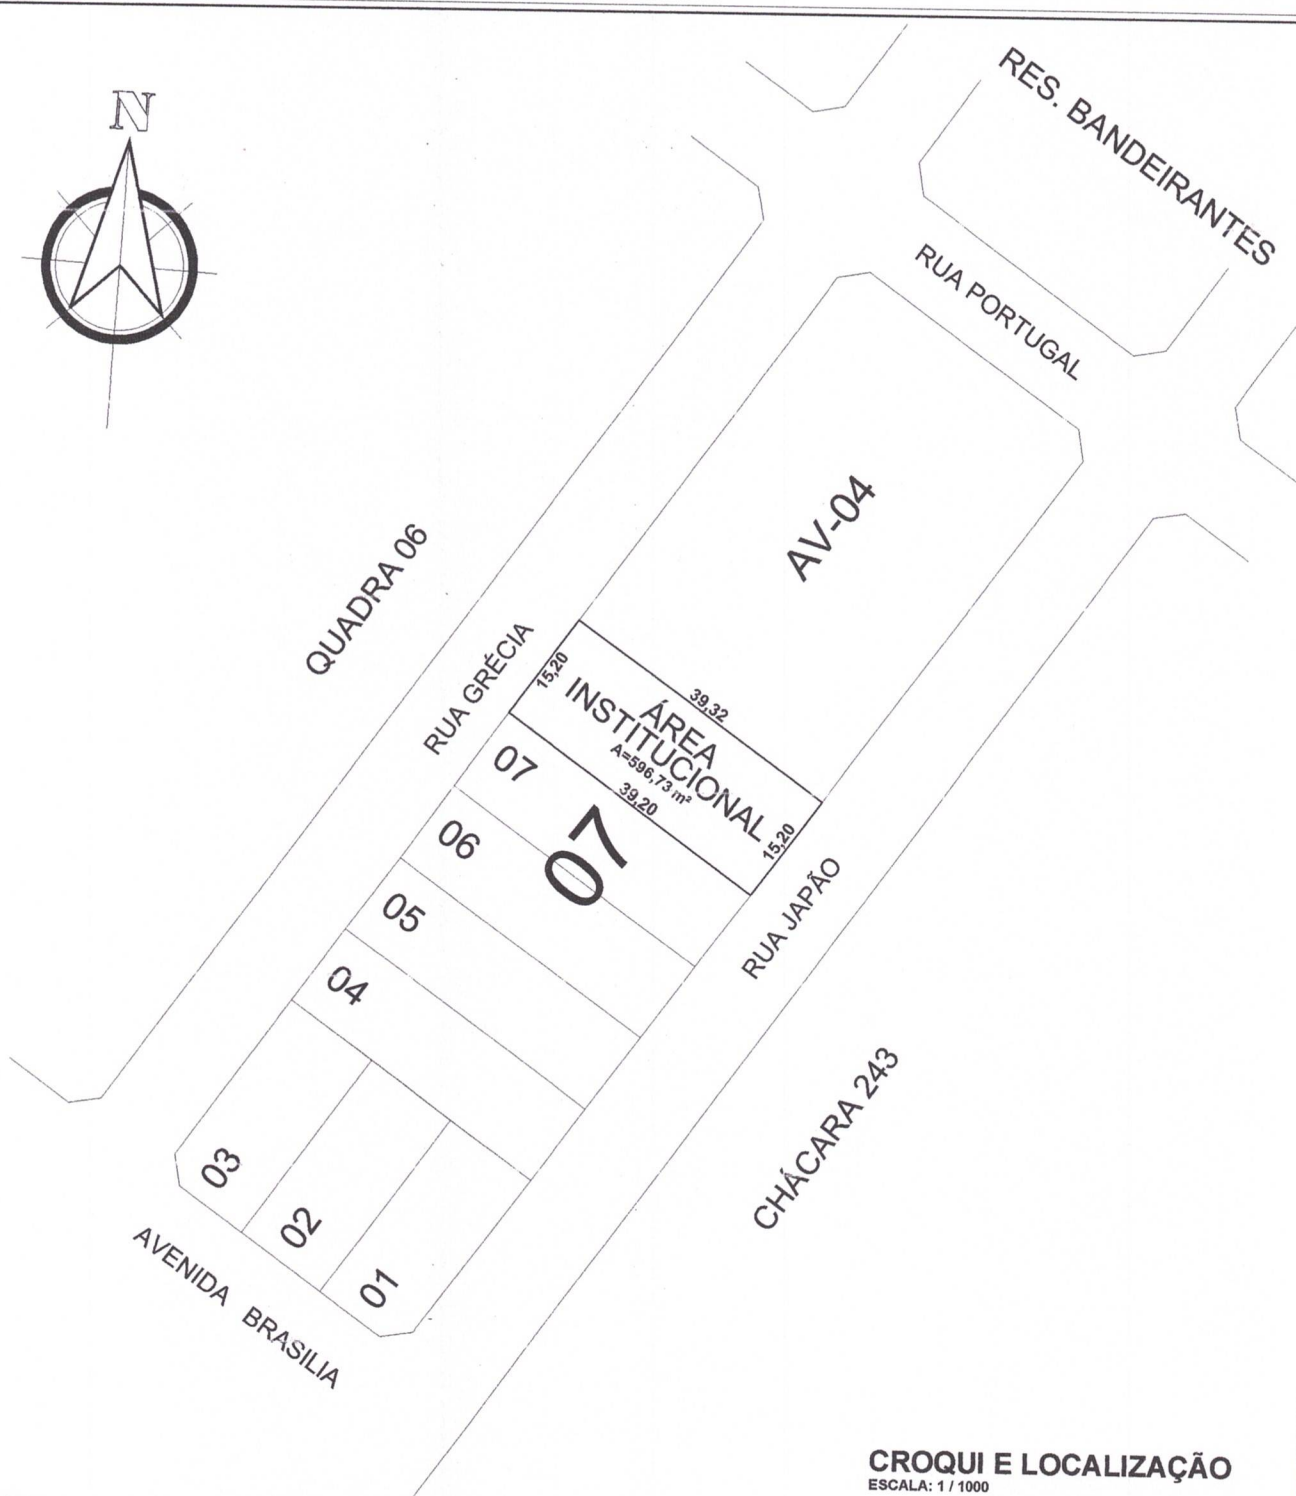 N
RES. BANDEIRANTES
RUA PORTUGAL
AV-04
QUADRA 06
RUA GRÉCIA
15,20
39,32
ÁREA
INSTITUCIONAL
A=596,73 m²
39,20
15,20
07
07
06
05
04
RUA JAPÃO
03
02
01
CHÁCARA 243
AVENIDA BRASILIA
CROQUI E LOCALIZAÇÃO
ESCALA: 1 / 1000